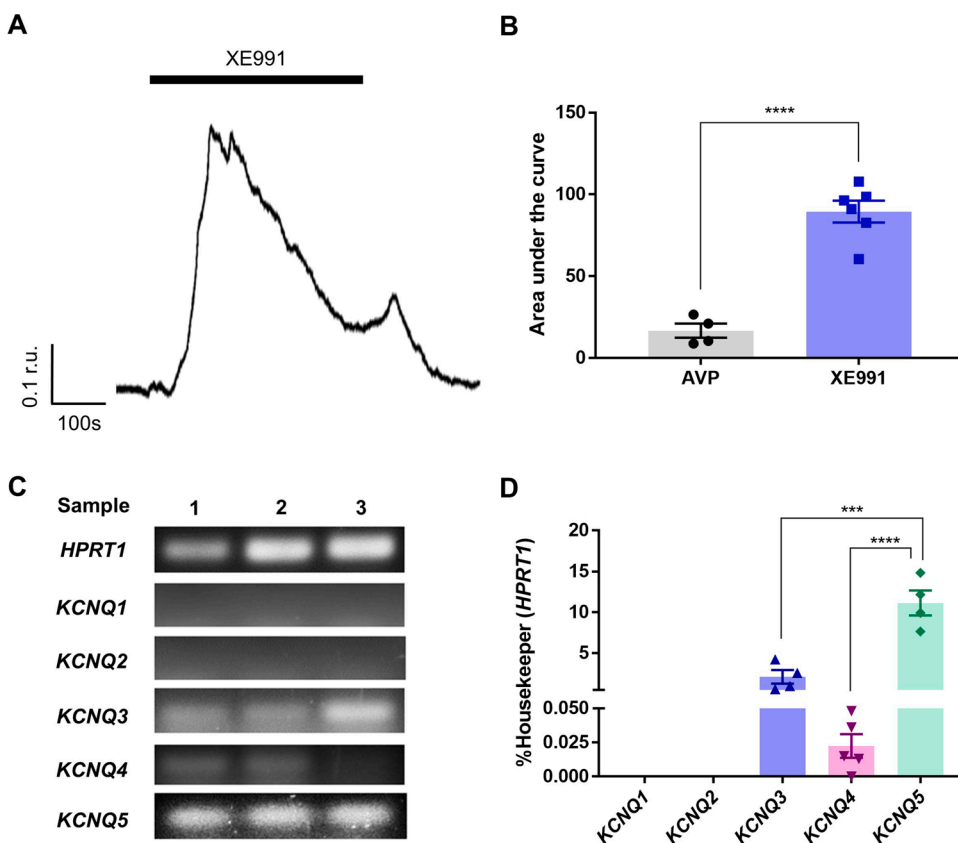 A
XE991
0.1 r.u.
100s
B
Area under the curve
150
100
50
0
****
AVP
XE991
C
Sample 1 2 3
HPRT1
KCNQ1
KCNQ2
KCNQ3
KCNQ4
KCNQ5
D
%Housekeeper (HPRT1)
20
15
10
5
0.050
0.025
0.000
***
****
KCNQ1
KCNQ2
KCNQ3
KCNQ4
KCNQ5